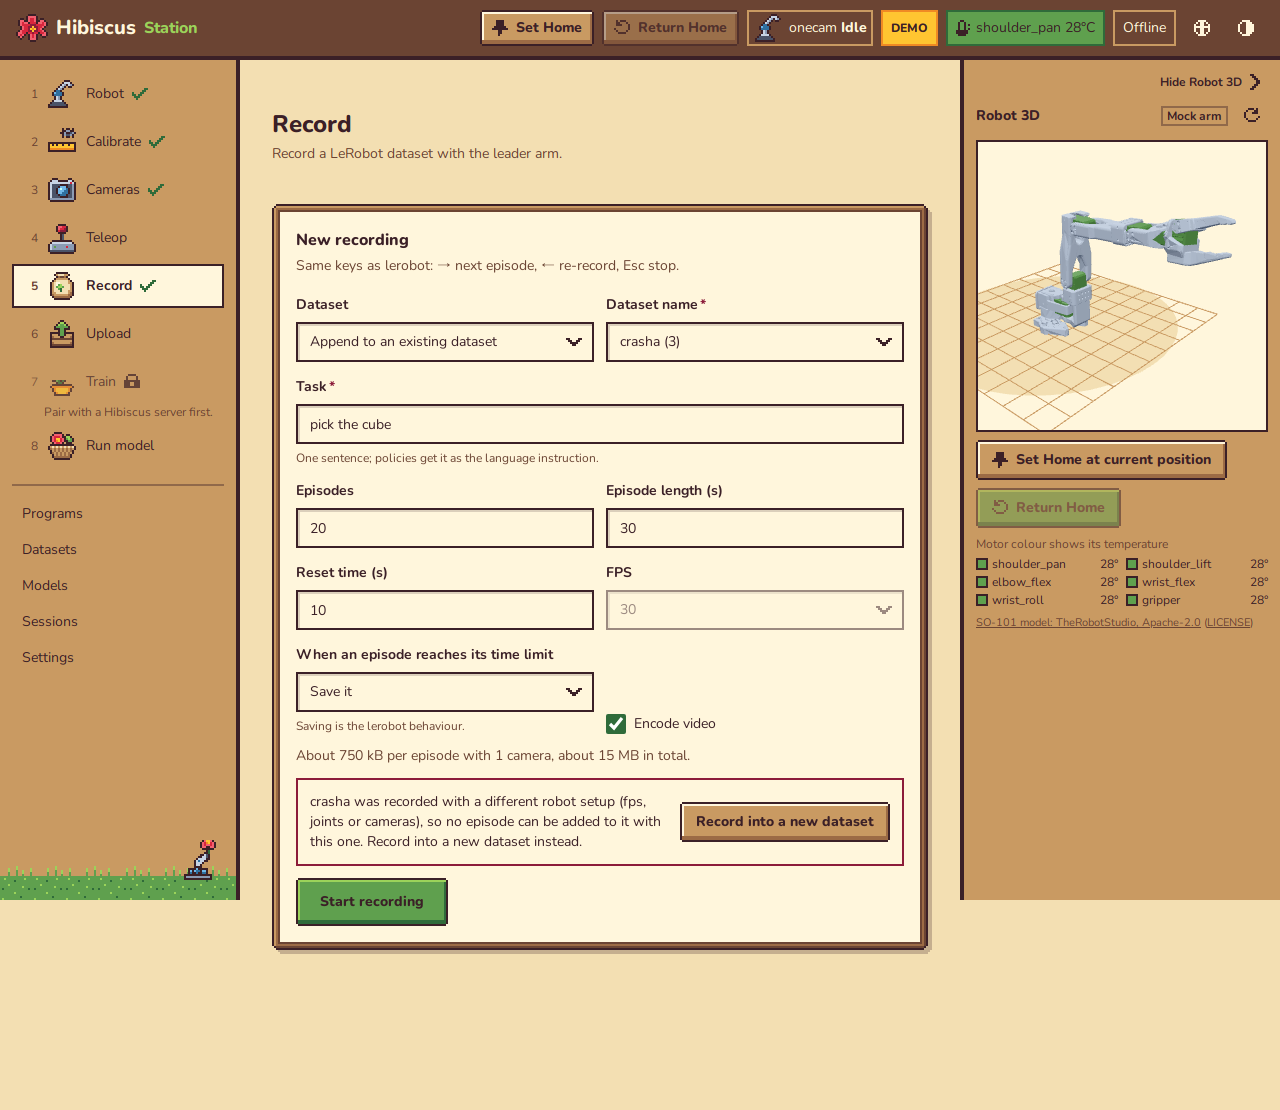 Hibiscus Station
Set Home
Return Home
onecam Idle
DEMO
shoulder_pan 28°C
Offline
1 Robot
2 Calibrate
3 Cameras
4 Teleop
5 Record
6 Upload
7 Train
Pair with a Hibiscus server first.
8 Run model
Programs
Datasets
Models
Sessions
Settings
Record
Record a LeRobot dataset with the leader arm.
New recording
Same keys as lerobot: → next episode, ← re-record, Esc stop.
Dataset
Append to an existing dataset
Dataset name *
crasha (3)
Task *
pick the cube
One sentence; policies get it as the language instruction.
Episodes
20
Episode length (s)
30
Reset time (s)
10
FPS
30
When an episode reaches its time limit
Save it
Saving is the lerobot behaviour.
Encode video
About 750 kB per episode with 1 camera, about 15 MB in total.
crasha was recorded with a different robot setup (fps,
joints or cameras), so no episode can be added to it with
this one. Record into a new dataset instead.
Record into a new dataset
Start recording
Hide Robot 3D
Robot 3D
Mock arm
Set Home at current position
Return Home
Motor colour shows its temperature
shoulder_pan 28° shoulder_lift 28°
elbow_flex 28° wrist_flex 28°
wrist_roll 28° gripper 28°
SO-101 model: TheRobotStudio, Apache-2.0 (LICENSE)